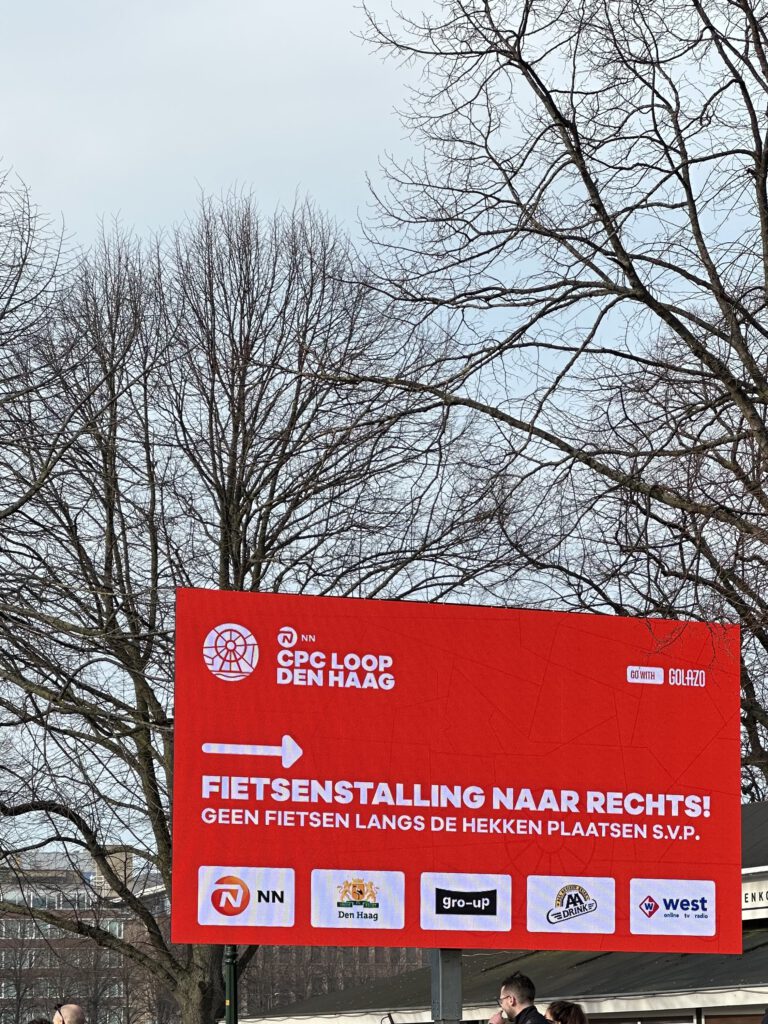 NN
CPC LOOP
DEN HAAG
GO WITH GOLAZO
FIETSENSTALLING NAAR RECHTS!
GEEN FIETSEN LANGS DE HEKKEN PLAATSEN S.V.P.
NN
Den Haag
gro-up
AA
DRINK
W
west
online tv radio